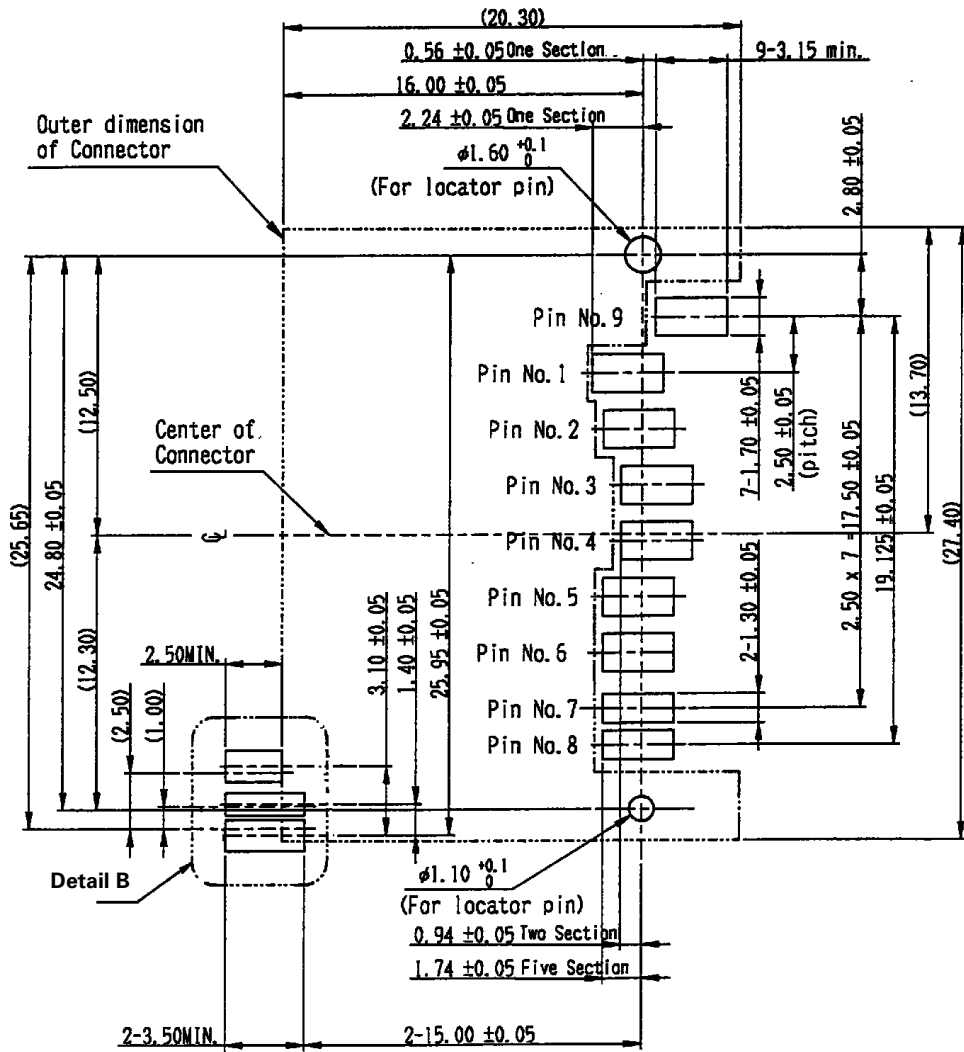 (20.30)
0.56 ±0.05 One Section
9-3.15 min.
16.00 ±0.05
2.24 ±0.05 One Section
Outer dimension
of Connector
ø1.60 +0.1 0
(For locator pin)
2.80 ±0.05
Pin No.9
Pin No.1
Pin No.2
Pin No.3
Pin No.4
Pin No.5
Pin No.6
Pin No.7
Pin No.8
(12.50)
Center of
Connector
(25.65)
24.80 ±0.05
(12.30)
7-1.70 ±0.05
2.50 ±0.05
(pitch)
(13.70)
2-1.30 ±0.05
2.50 x 7 =17.50 ±0.05
19.125 ±0.05
(27.40)
2.50MIN.
3.10 ±0.05
1.40 ±0.05
25.95 ±0.05
(2.50)
(1.00)
Detail B
ø1.10 +0.1 0
(For locator pin)
0.94 ±0.05 Two Section
1.74 ±0.05 Five Section
2-3.50MIN.
2-15.00 ±0.05